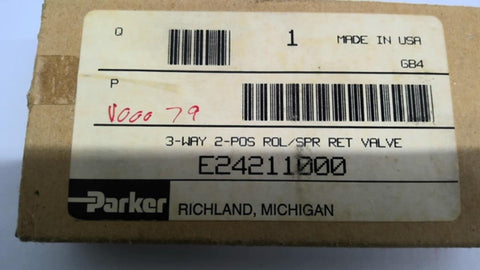 Q 1 MADE IN USA
GB4
P
V000 79
3-WAY 2-POS ROL/SPR RET VALVE
E24211000
Parker RICHLAND, MICHIGAN